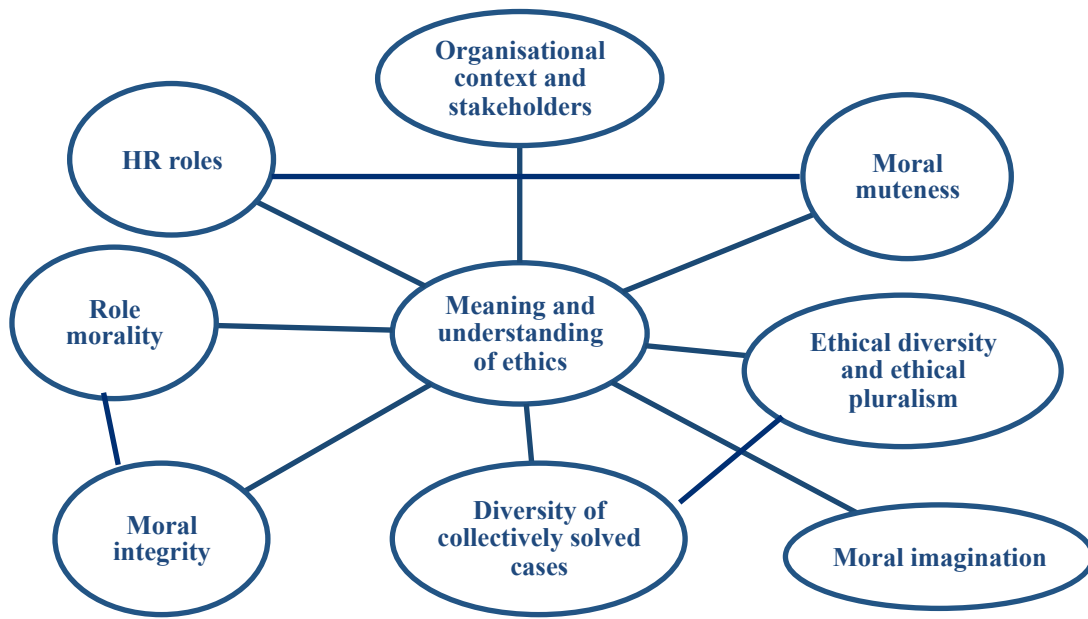 Organisational
context and
stakeholders
HR roles
Moral
muteness
Role
morality
Meaning and
understanding
of ethics
Ethical diversity
and ethical
pluralism
Moral
integrity
Diversity of
collectively solved
cases
Moral imagination